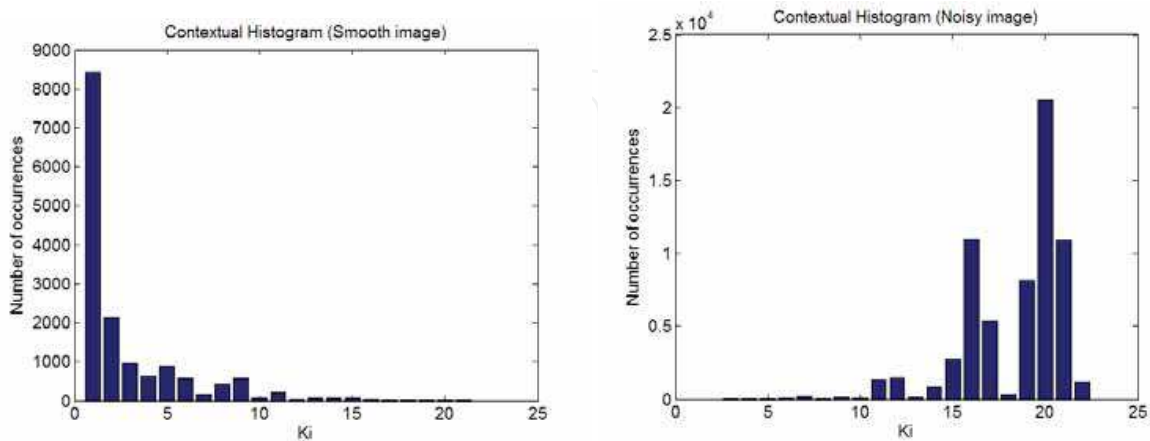 Contextual Histogram (Smooth image)
9000
8000
7000
6000
5000
4000
3000
2000
1000
0
Number of occurrences
0 5 10 15 20 25
Ki
Contextual Histogram (Noisy image)
x 10^4
2.5
2
1.5
1
0.5
0
Number of occurrences
0 5 10 15 20 25
Ki